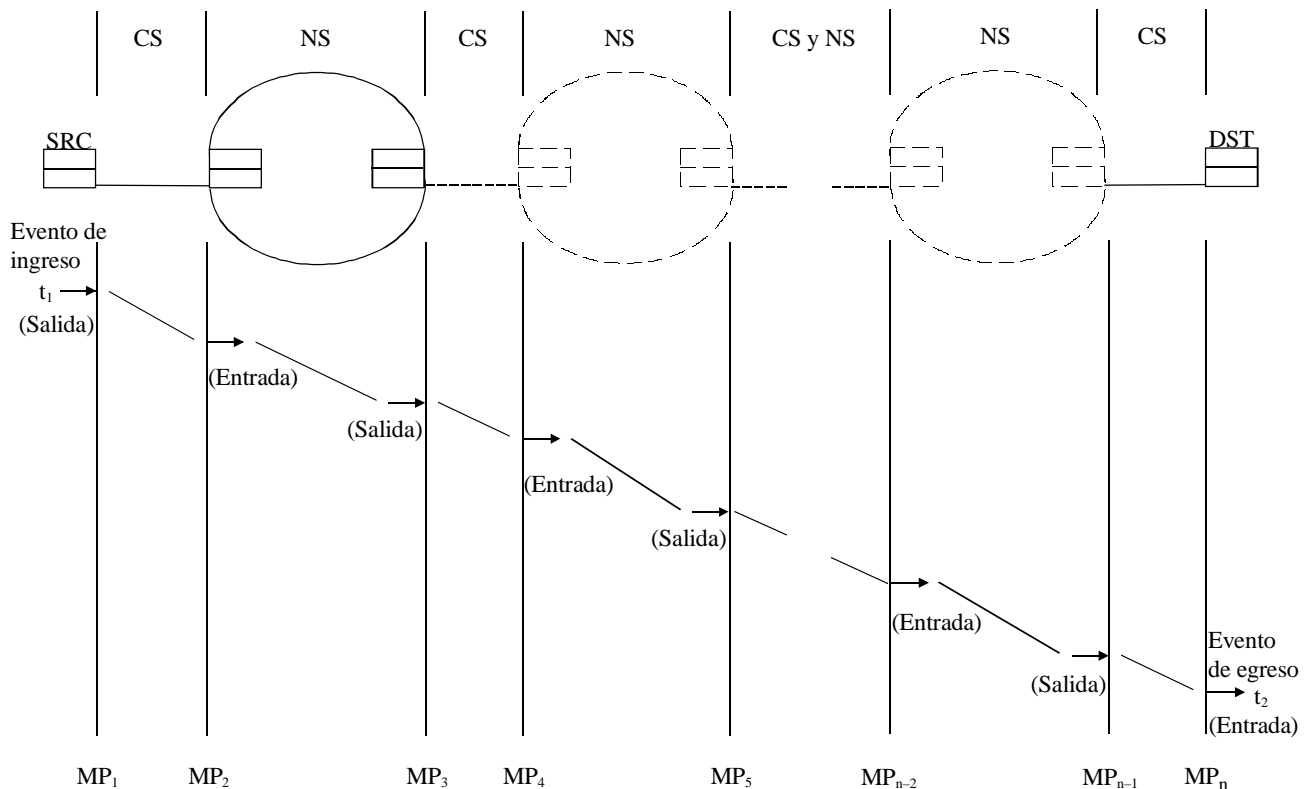 CS
NS
CS
NS
CS y NS
NS
CS
SRC
DST
Evento de
ingreso
t₁
(Salida)
(Entrada)
(Salida)
(Entrada)
(Salida)
(Entrada)
(Salida)
Evento
de egreso
t₂
(Entrada)
MP₁
MP₂
MP₃
MP₄
MP₅
MPₙ₋₂
MPₙ₋₁
MPₙ